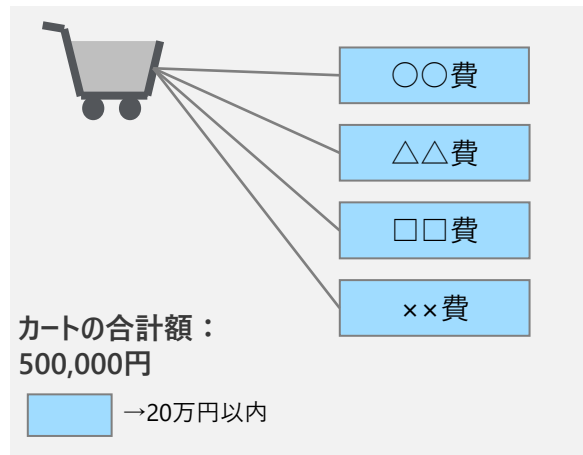 ○○費
△△費
□□費
××費
カートの合計額：
500,000円
→20万円以内